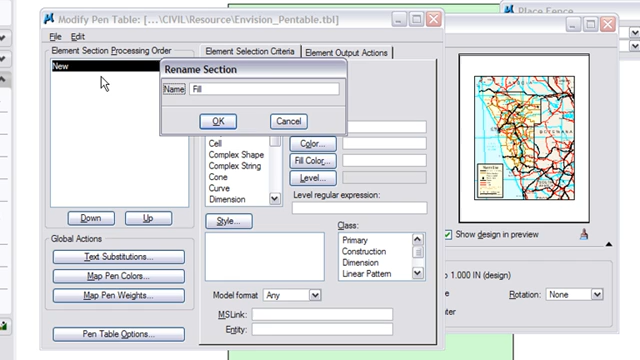 Modify Pen Table: [...\CIVIL\Resource\Envision_Pentable.tbl]
Place Fence
File Edit
Element Section Processing Order
Element Selection Criteria
Element Output Actions
New
Rename Section
Name Fill
OK Cancel
Cell
Complex Shape
Complex String
Cone
Curve
Dimension
Color...
Fill Color...
Level...
Level regular expression:
Down Up
Style...
Class:
Primary
Construction
Dimension
Linear Pattern
Global Actions
Text Substitutions...
Map Pen Colors...
Map Pen Weights...
Model format Any
MSLink:
Entity:
Pen Table Options...
Show design in preview
to 1.000 IN (design)
Rotation: None